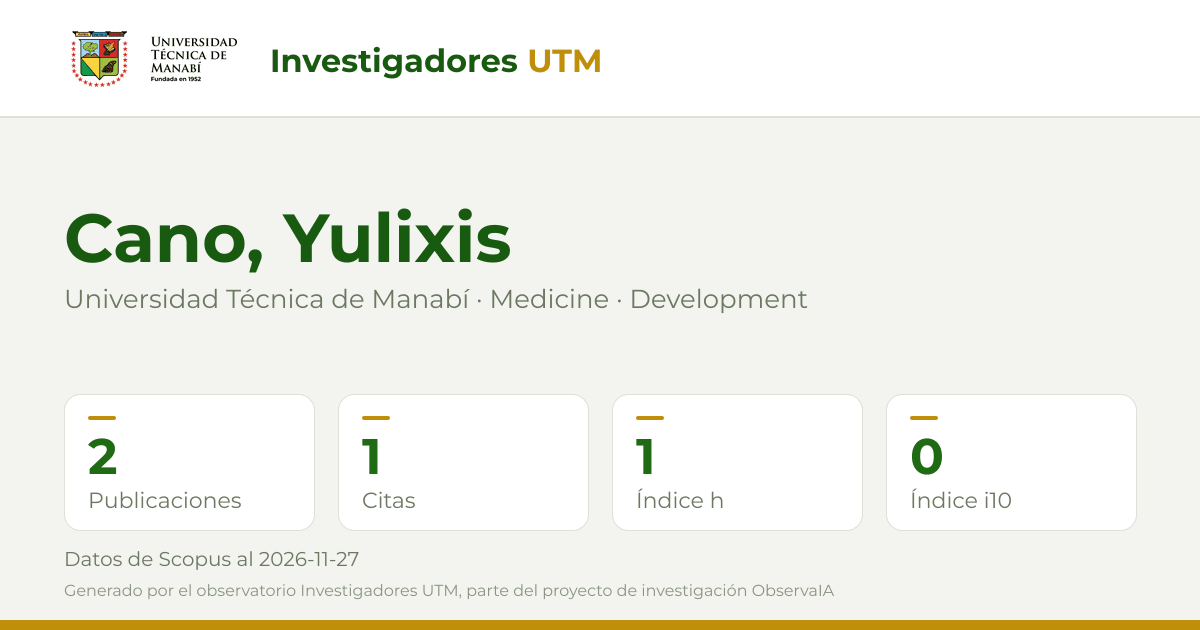 UNIVERSIDAD
TÉCNICA DE
MANABÍ
Fundada en 1952
Investigadores UTM
Cano, Yulixis
Universidad Técnica de Manabí · Medicine · Development
2
Publicaciones
1
Citas
1
Índice h
0
Índice i10
Datos de Scopus al 2026-11-27
Generado por el observatorio Investigadores UTM, parte del proyecto de investigación ObservaIA